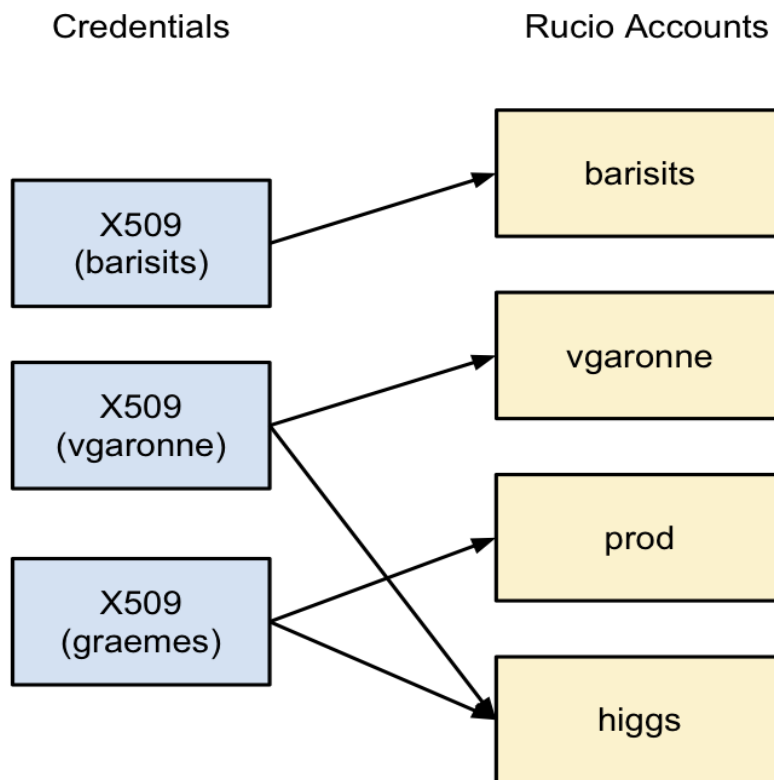 Credentials
Rucio Accounts
X509
(barisits)
X509
(vgaronne)
X509
(graemes)
barisits
vgaronne
prod
higgs